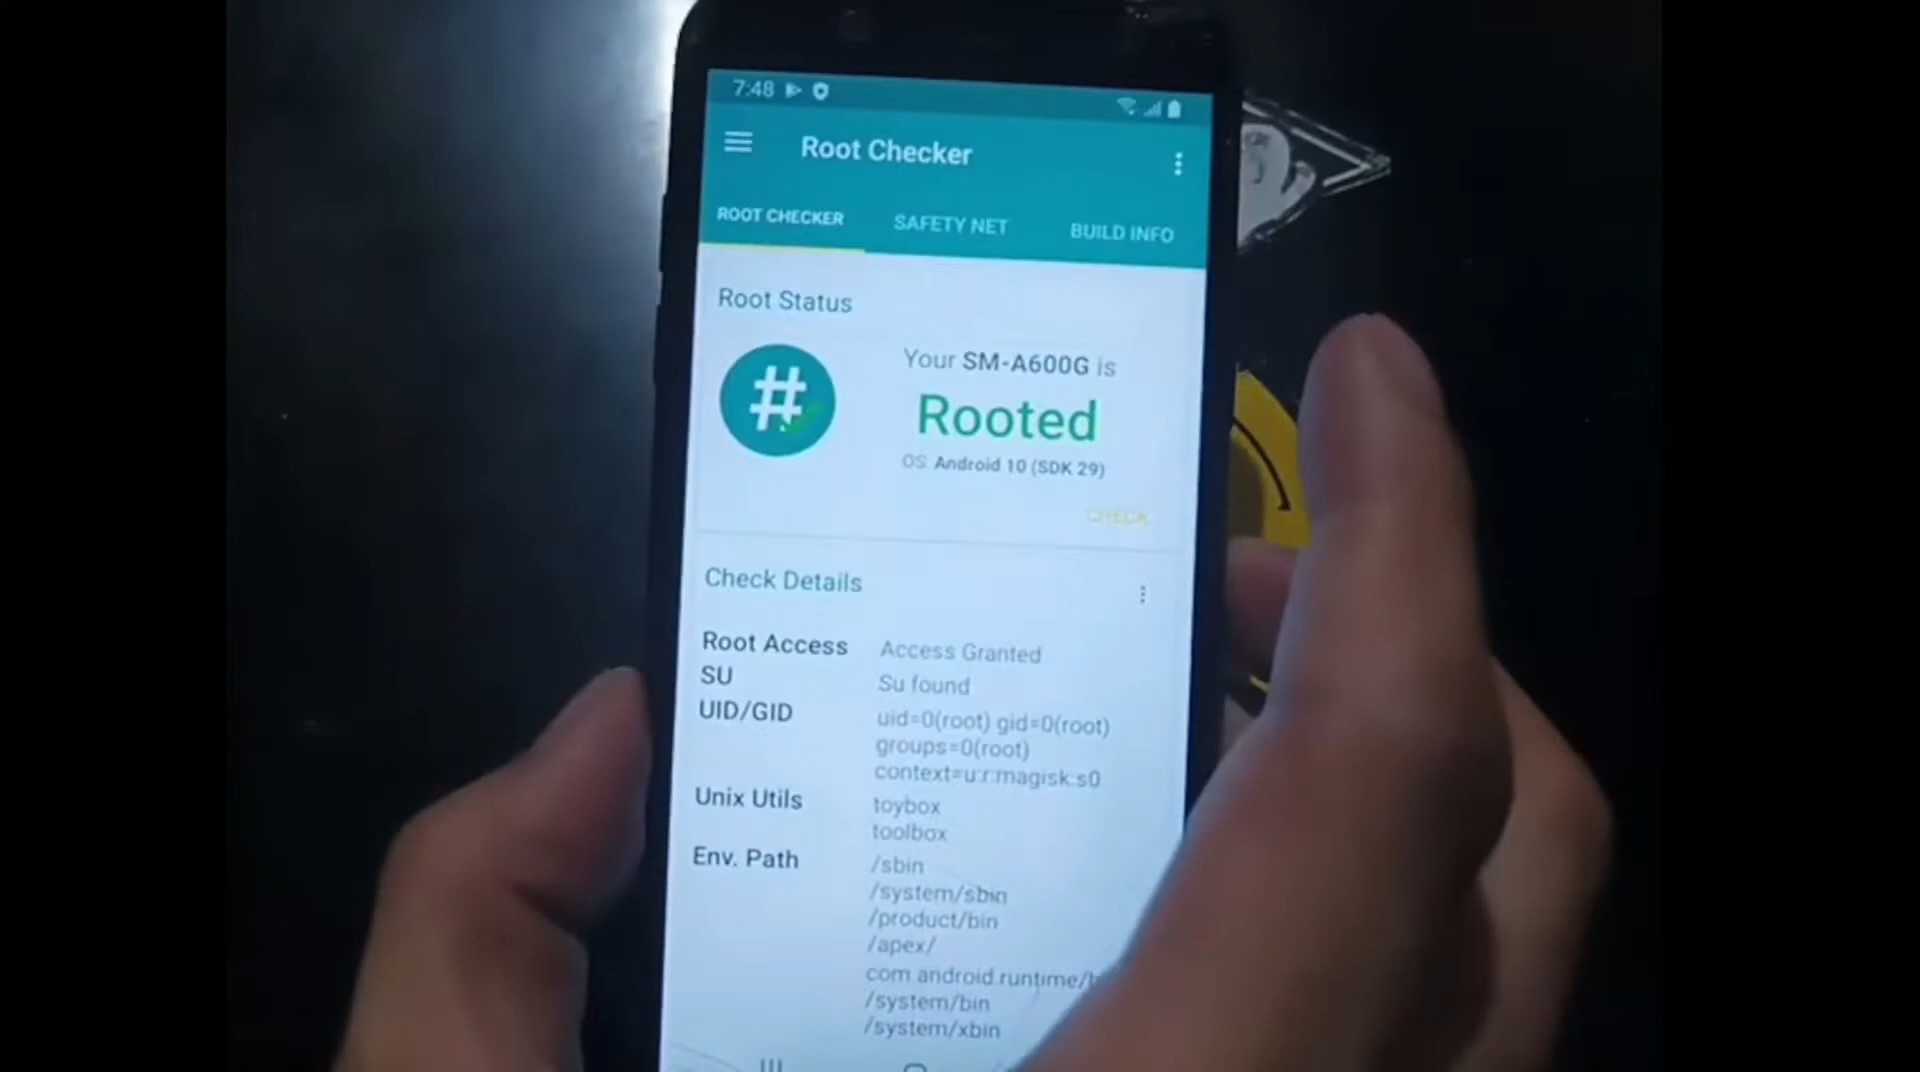 7:48
Root Checker
ROOT CHECKER
SAFETY NET
BUILD INFO
Root Status
#
Your SM-A600G is
Rooted
OS: Android 10 (SDK 29)
CHECK
Check Details
Root Access Access Granted
SU Su found
UID/GID uid=0(root) gid=0(root)
groups=0(root)
context=u:r:magisk:s0
Unix Utils toybox
toolbox
Env. Path /sbin
/system/sbin
/product/bin
/apex/
com.android.runtime/
/system/bin
/system/xbin